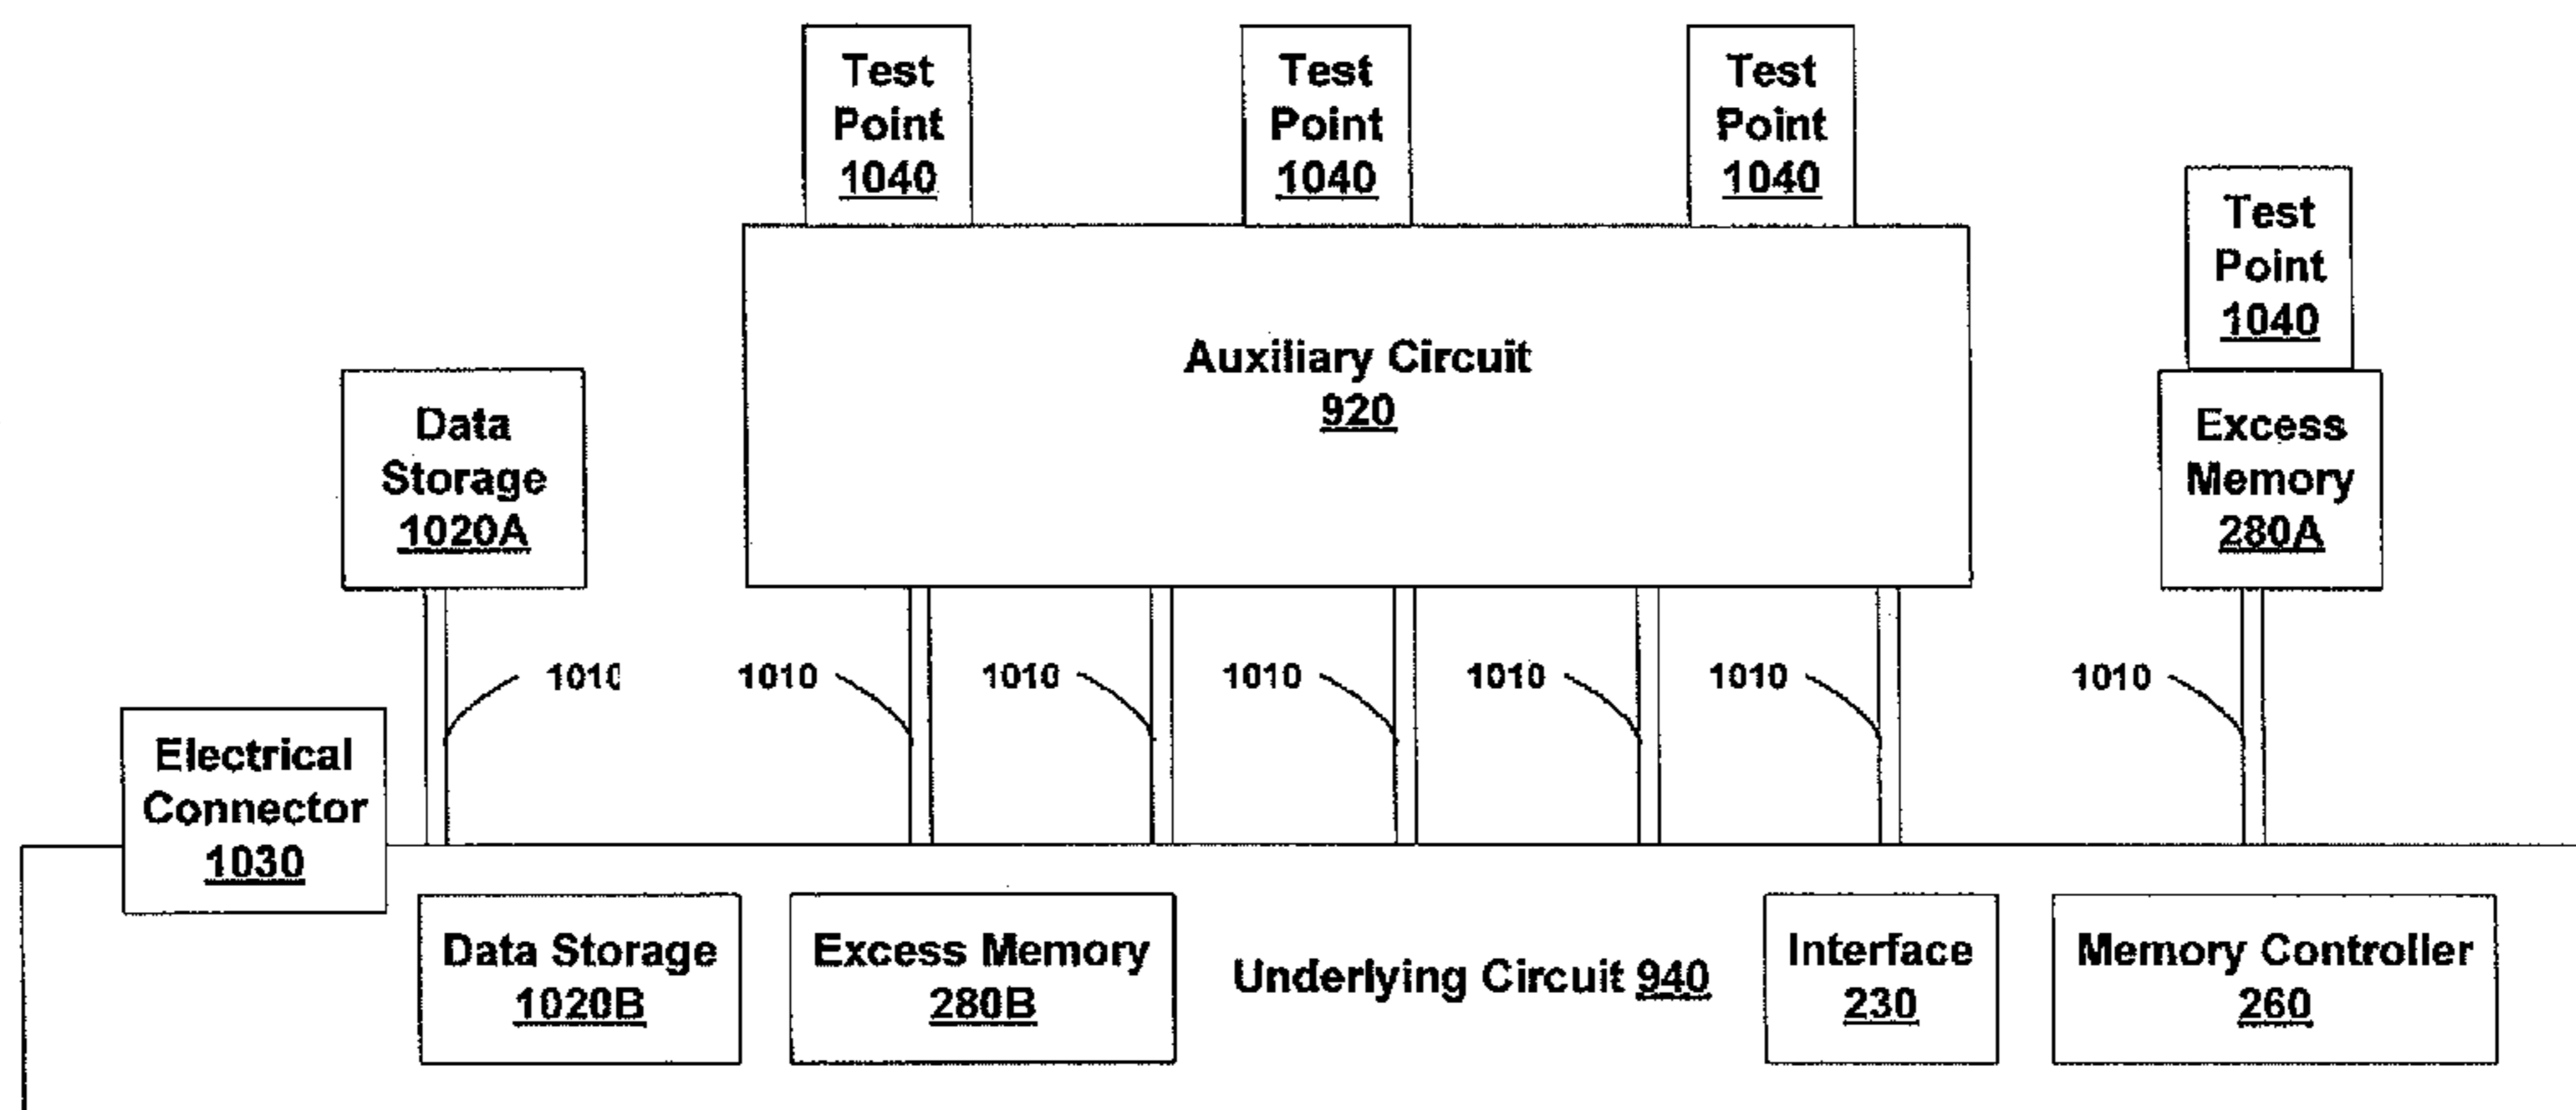 Test
Point
1040
Test
Point
1040
Test
Point
1040
Test
Point
1040
Auxiliary Circuit
920
Data
Storage
1020A
Excess
Memory
280A
1010
1010
1010
1010
1010
1010
1010
Electrical
Connector
1030
Data Storage
1020B
Excess Memory
280B
Underlying Circuit 940
Interface
230
Memory Controller
260